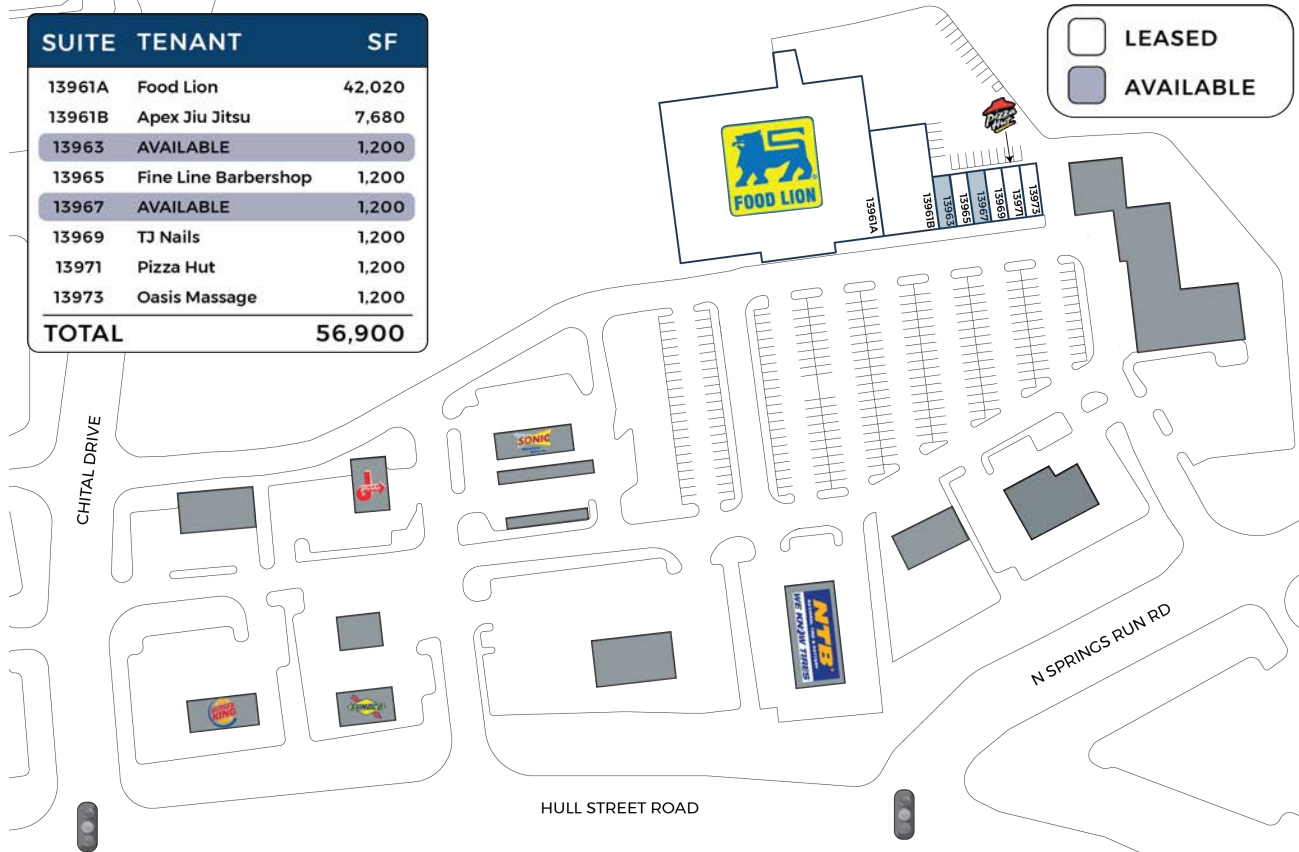 SUITE TENANT SF
13961A Food Lion 42,020
13961B Apex Jiu Jitsu 7,680
13963 AVAILABLE 1,200
13965 Fine Line Barbershop 1,200
13967 AVAILABLE 1,200
13969 TJ Nails 1,200
13971 Pizza Hut 1,200
13973 Oasis Massage 1,200
TOTAL 56,900
LEASED
AVAILABLE
Pizza
Hut
FOOD LION
13961A
13961B
13963
13965
13967
13969
13971
13973
CHITAL DRIVE
SONIC
NTB
WE KNOW TIRES
BURGER
KING
SUNOCO
N SPRINGS RUN RD
HULL STREET ROAD